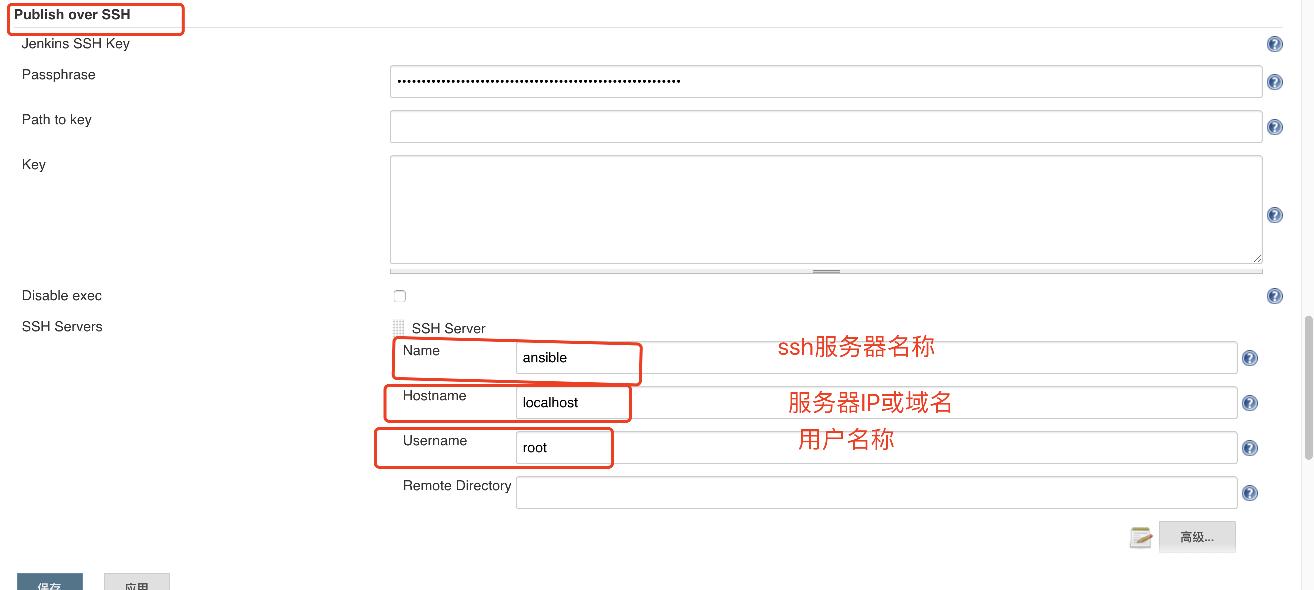 Publish over SSH
Jenkins SSH Key
Passphrase
Path to key
Key
Disable exec
SSH Servers
SSH Server
Name ansible ssh服务器名称
Hostname localhost 服务器IP或域名
Username root 用户名称
Remote Directory
高级...
保存 应用